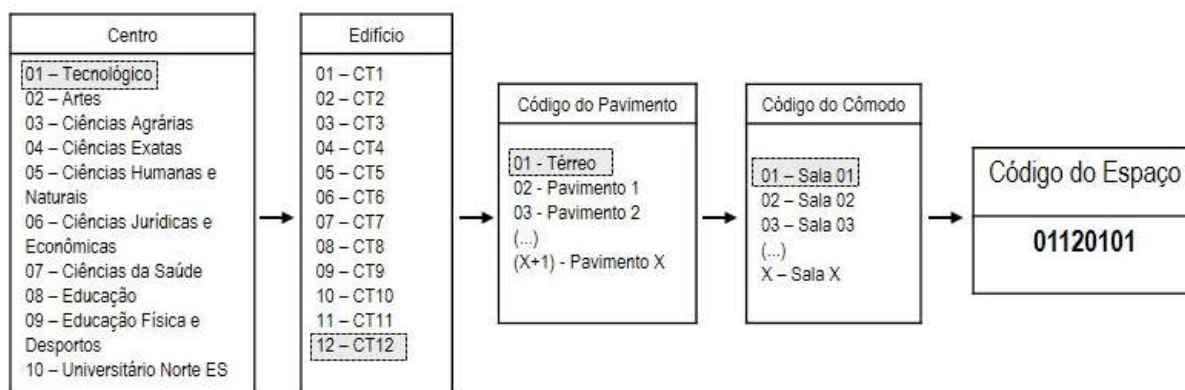 Centro
01 – Tecnológico
02 – Artes
03 – Ciências Agrárias
04 – Ciências Exatas
05 – Ciências Humanas e
Naturais
06 – Ciências Jurídicas e
Econômicas
07 – Ciências da Saúde
08 – Educação
09 – Educação Física e
Desportos
10 – Universitário Norte ES
Edifício
01 – CT1
02 – CT2
03 – CT3
04 – CT4
05 – CT5
06 – CT6
07 – CT7
08 – CT8
09 – CT9
10 – CT10
11 – CT11
12 – CT12
Código do Pavimento
01 - Térreo
02 - Pavimento 1
03 - Pavimento 2
(...)
(X+1) - Pavimento X
Código do Cômodo
01 – Sala 01
02 – Sala 02
03 – Sala 03
(...)
X – Sala X
Código do Espaço
01120101